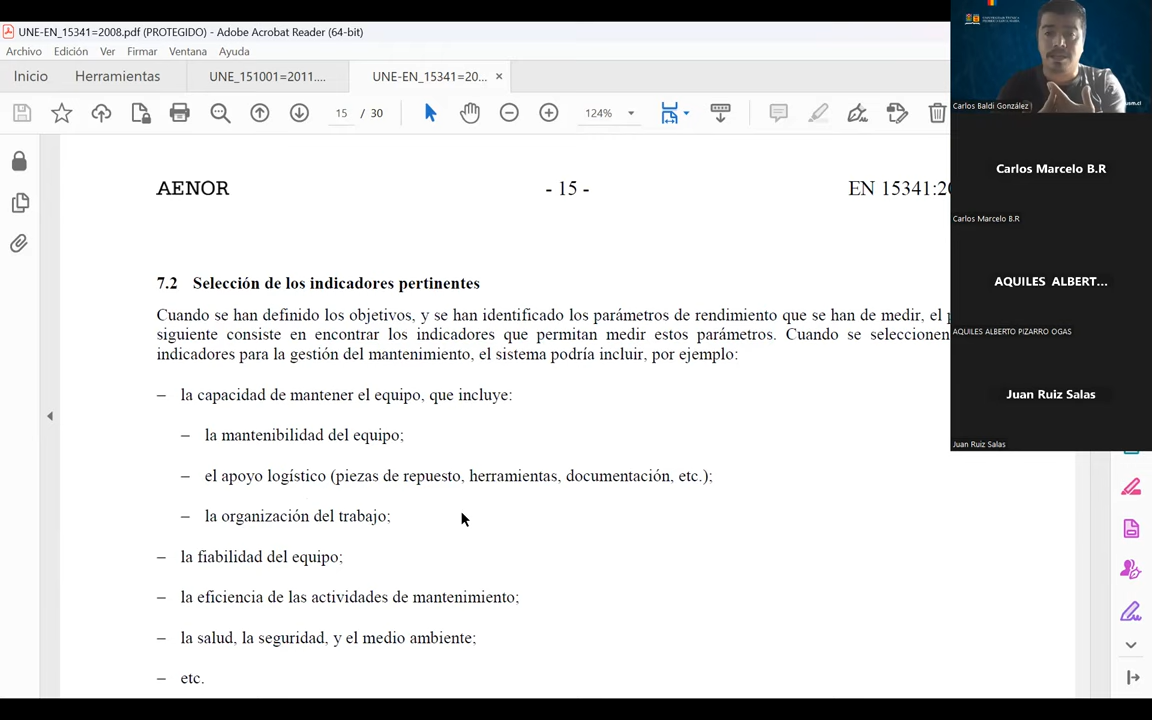 UNE-EN_15341=2008.pdf (PROTEGIDO) - Adobe Acrobat Reader (64-bit)
Archivo Edición Ver Firmar Ventana Ayuda
Inicio Herramientas UNE_151001=2011.... UNE-EN_15341=20... ×
15 / 30 124%
AENOR - 15 - EN 15341:20
7.2 Selección de los indicadores pertinentes
Cuando se han definido los objetivos, y se han identificado los parámetros de rendimiento que se han de medir, el
siguiente consiste en encontrar los indicadores que permitan medir estos parámetros. Cuando se seleccionen
indicadores para la gestión del mantenimiento, el sistema podría incluir, por ejemplo:
– la capacidad de mantener el equipo, que incluye:
– la mantenibilidad del equipo;
– el apoyo logístico (piezas de repuesto, herramientas, documentación, etc.);
– la organización del trabajo;
– la fiabilidad del equipo;
– la eficiencia de las actividades de mantenimiento;
– la salud, la seguridad, y el medio ambiente;
– etc.
Carlos Baldi González
Carlos Marcelo B.R
Carlos Marcelo B.R
AQUILES ALBERT...
AQUILES ALBERTO PIZARRO OGAS
Juan Ruiz Salas
Juan Ruiz Salas